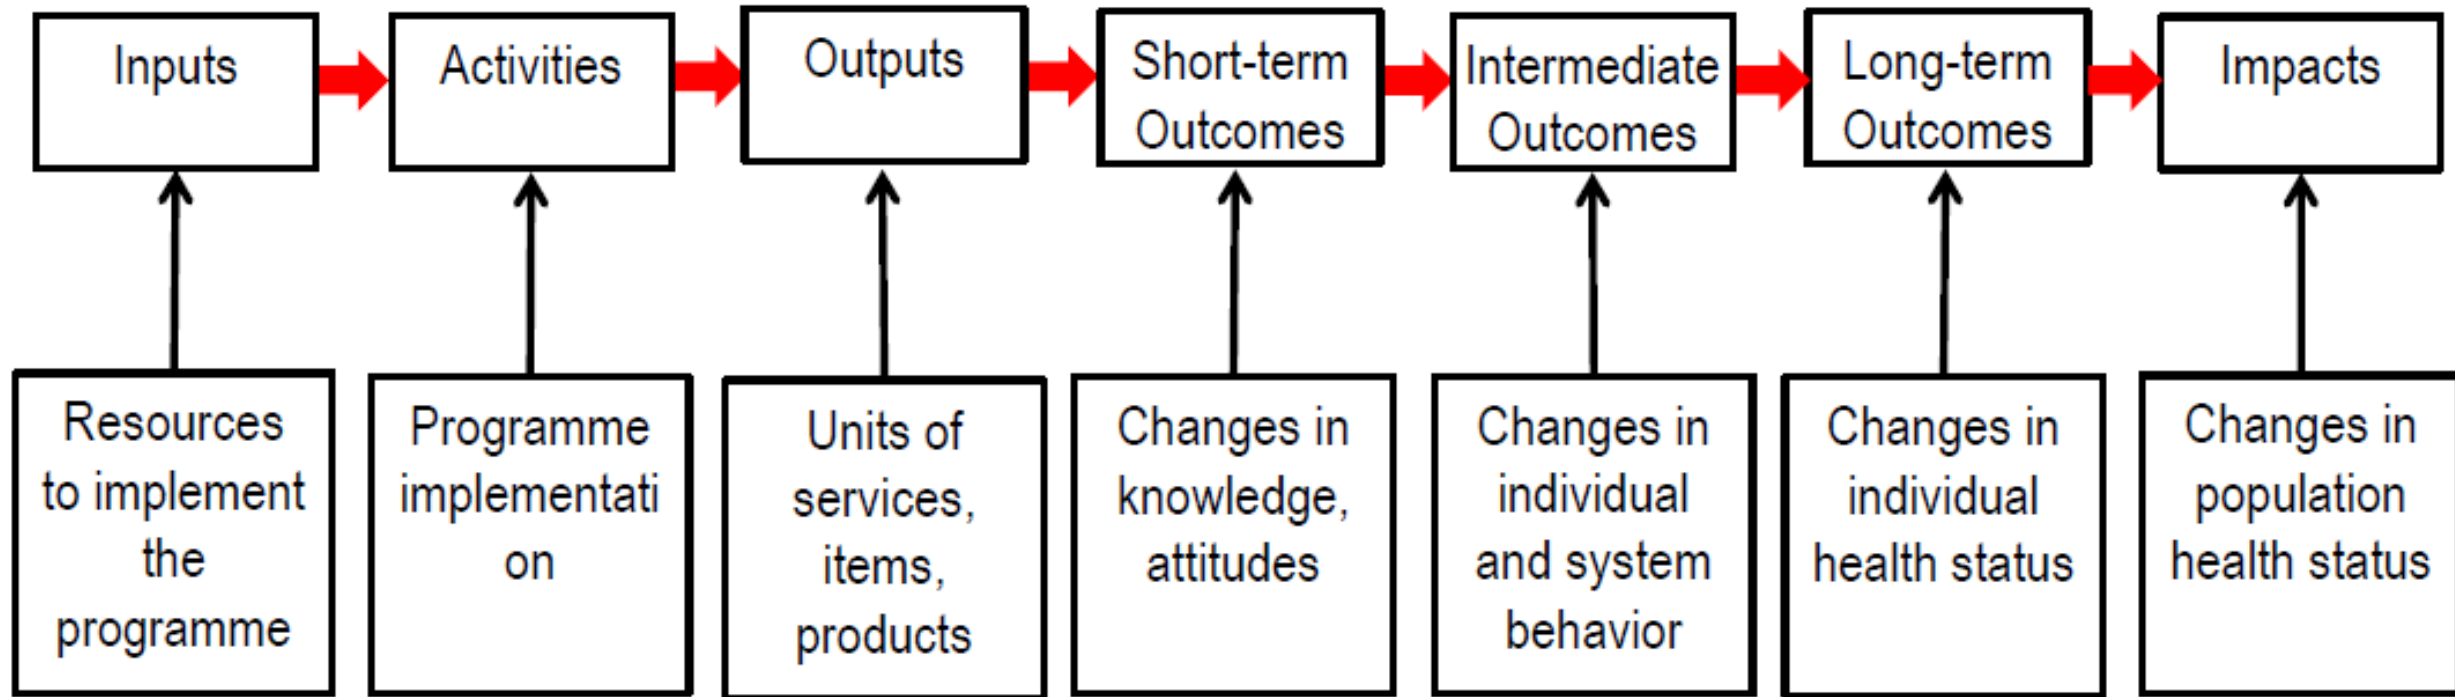 Inputs
Activities
Outputs
Short-term
Outcomes
Intermediate
Outcomes
Long-term
Outcomes
Impacts
Resources
to implement
the
programme
Programme
implementati
on
Units of
services,
items,
products
Changes in
knowledge,
attitudes
Changes in
individual
and system
behavior
Changes in
individual
health status
Changes in
population
health status